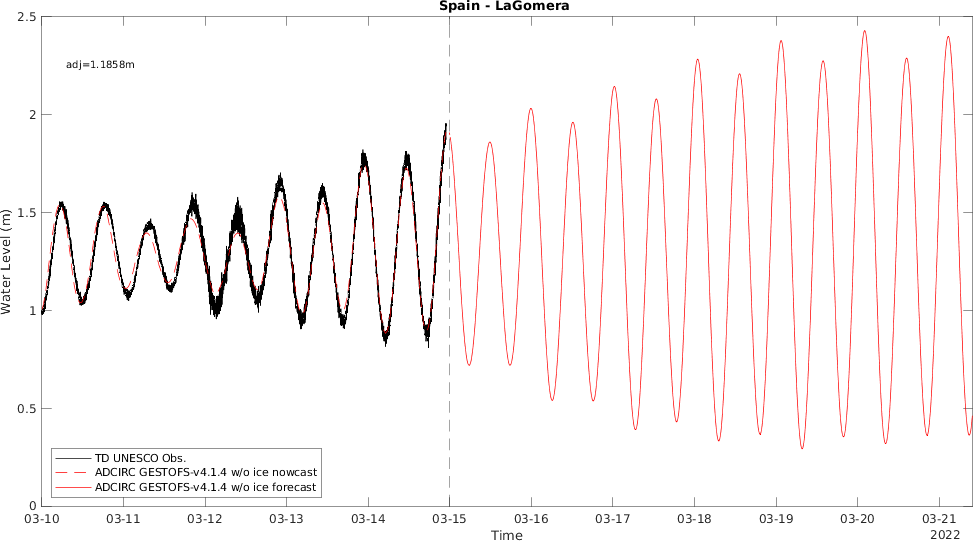 Spain - LaGomera
2.5
adj=1.1858m
2
1.5
Water Level (m)
1
0.5
TD UNESCO Obs.
ADCIRC GESTOFS-v4.1.4 w/o ice nowcast
ADCIRC GESTOFS-v4.1.4 w/o ice forecast
0
03-10 03-11 03-12 03-13 03-14 03-15 03-16 03-17 03-18 03-19 03-20 03-21
Time 2022